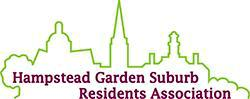 Hampstead Garden Suburb
Residents Association